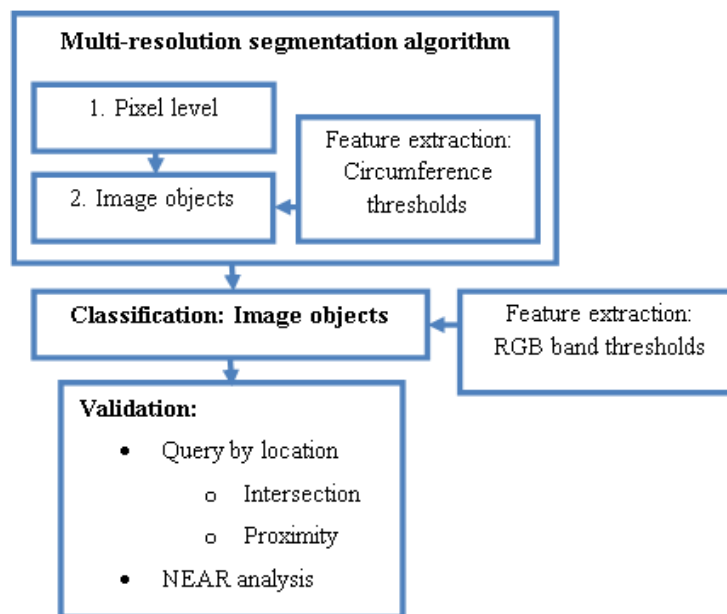 Multi-resolution segmentation algorithm
1. Pixel level
2. Image objects
Feature extraction:
Circumference
thresholds
Classification: Image objects
Feature extraction:
RGB band thresholds
Validation:
• Query by location
o Intersection
o Proximity
• NEAR analysis